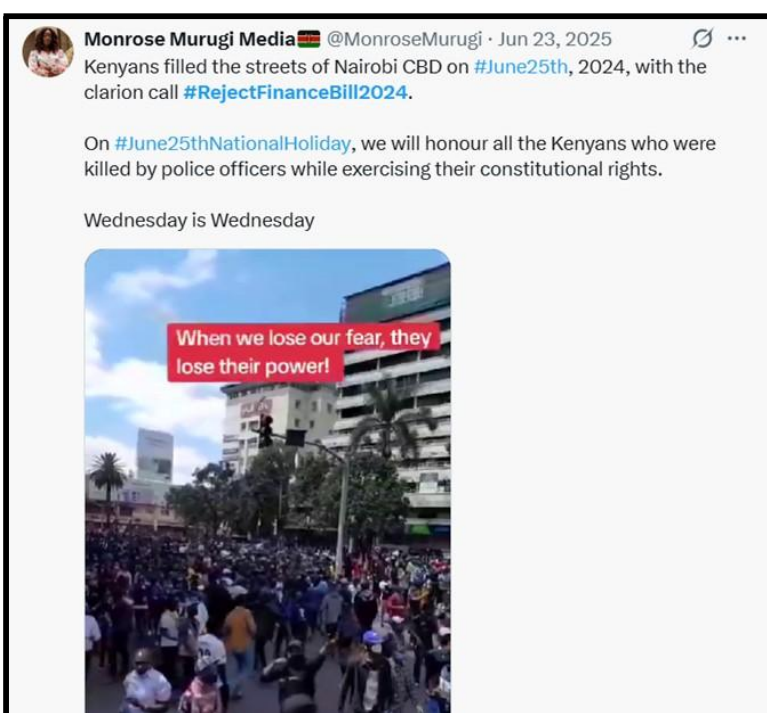 Monrose Murugi Media🇰🇪 @MonroseMurugi · Jun 23, 2025
Kenyans filled the streets of Nairobi CBD on #June25th, 2024, with the
clarion call #RejectFinanceBill2024.
On #June25thNationalHoliday, we will honour all the Kenyans who were
killed by police officers while exercising their constitutional rights.
Wednesday is Wednesday
When we lose our fear, they
lose their power!